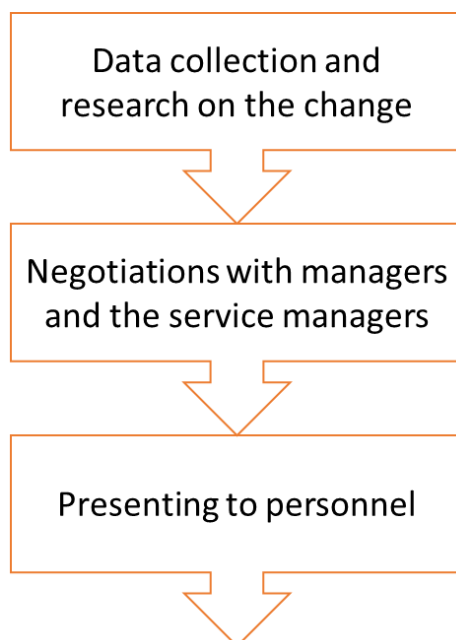 Data collection and
research on the change
Negotiations with managers
and the service managers
Presenting to personnel